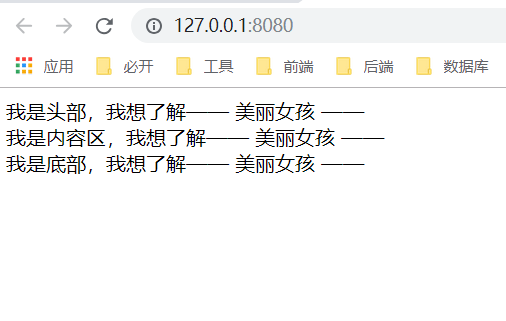 127.0.0.1:8080
应用 必开 工具 前端 后端 数据库
我是头部，我想了解—— 美丽女孩 ——
我是内容区，我想了解—— 美丽女孩 ——
我是底部，我想了解—— 美丽女孩 ——